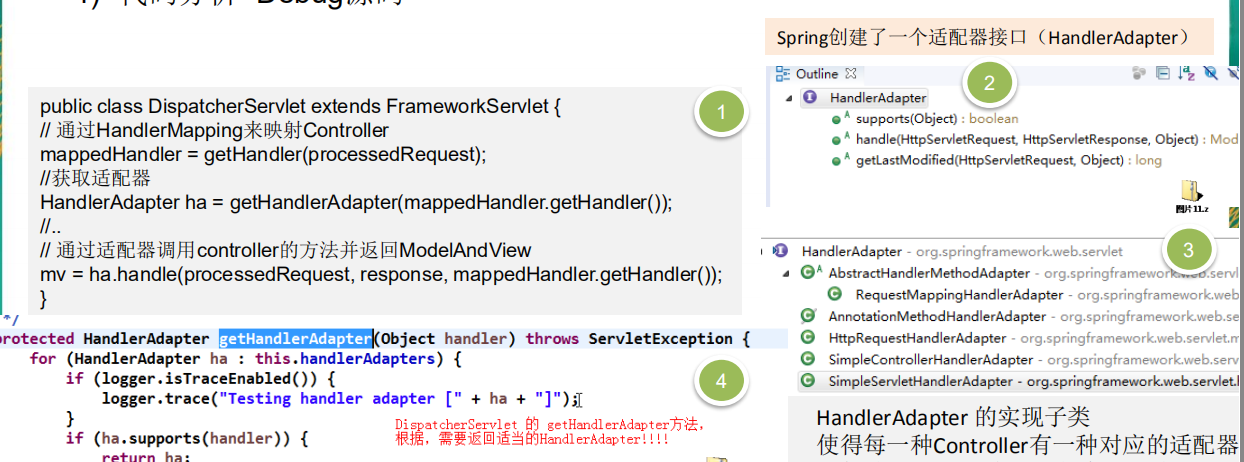 public class DispatcherServlet extends FrameworkServlet {
// 通过HandlerMapping来映射Controller
mappedHandler = getHandler(processedRequest);
//获取适配器
HandlerAdapter ha = getHandlerAdapter(mappedHandler.getHandler());
//..
// 通过适配器调用controller的方法并返回ModelAndView
mv = ha.handle(processedRequest, response, mappedHandler.getHandler());
}
1
Spring创建了一个适配器接口（HandlerAdapter）
Outline
2
HandlerAdapter
supports(Object) : boolean
handle(HttpServletRequest, HttpServletResponse, Object) : Mod
getLastModified(HttpServletRequest, Object) : long
图片11.z
3
HandlerAdapter - org.springframework.web.servlet
AbstractHandlerMethodAdapter - org.springframework.web.serv
RequestMappingHandlerAdapter - org.springframework.web
AnnotationMethodHandlerAdapter - org.springframework.web.se
HttpRequestHandlerAdapter - org.springframework.web.servlet.m
SimpleControllerHandlerAdapter - org.springframework.web.serv
SimpleServletHandlerAdapter - org.springframework.web.servlet.h
HandlerAdapter 的实现子类
使得每一种Controller有一种对应的适配器
*/
protected HandlerAdapter getHandlerAdapter(Object handler) throws ServletException {
for (HandlerAdapter ha : this.handlerAdapters) {
if (logger.isTraceEnabled()) {
logger.trace("Testing handler adapter [" + ha + "]");
}
if (ha.supports(handler)) {
return ha;
4
DispatcherServlet 的 getHandlerAdapter方法,
根据，需要返回适当的HandlerAdapter!!!!